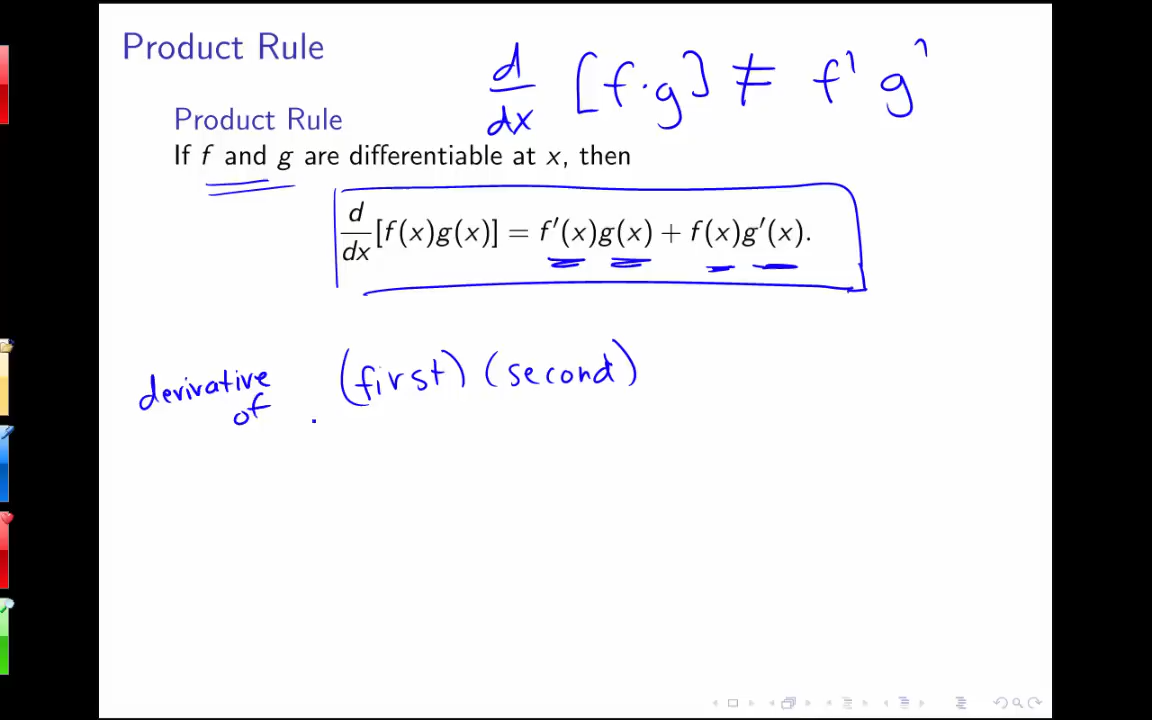 Product Rule
d/dx [f·g] ≠ f' g'
Product Rule
If f and g are differentiable at x, then
d/dx [f(x)g(x)] = f′(x)g(x) + f(x)g′(x).
derivative of (first) (second)